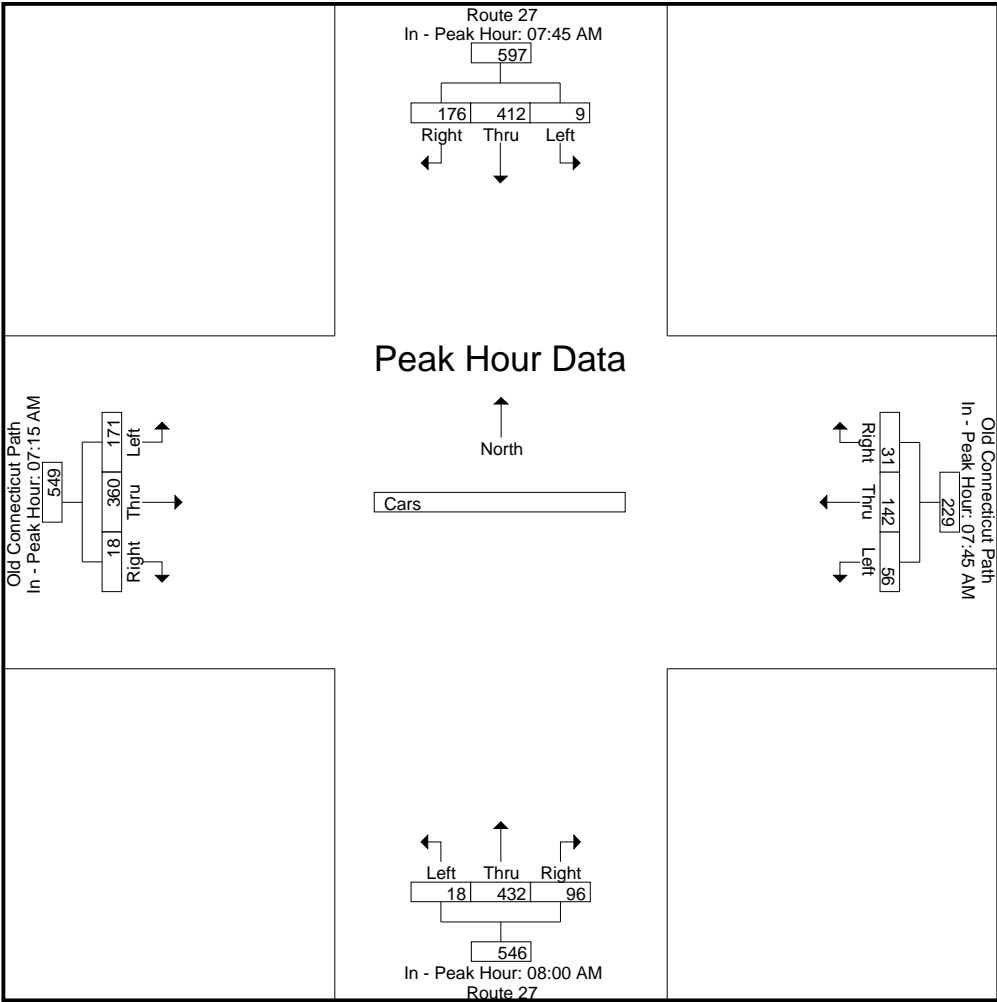 Route 27
In - Peak Hour: 07:45 AM
597
176 412 9
Right Thru Left
Peak Hour Data
North
Cars
Old Connecticut Path
In - Peak Hour: 07:15 AM
549
171 360 18
Left Thru Right
Old Connecticut Path
In - Peak Hour: 07:45 AM
229
31 142 56
Right Thru Left
Left Thru Right
18 432 96
546
In - Peak Hour: 08:00 AM
Route 27